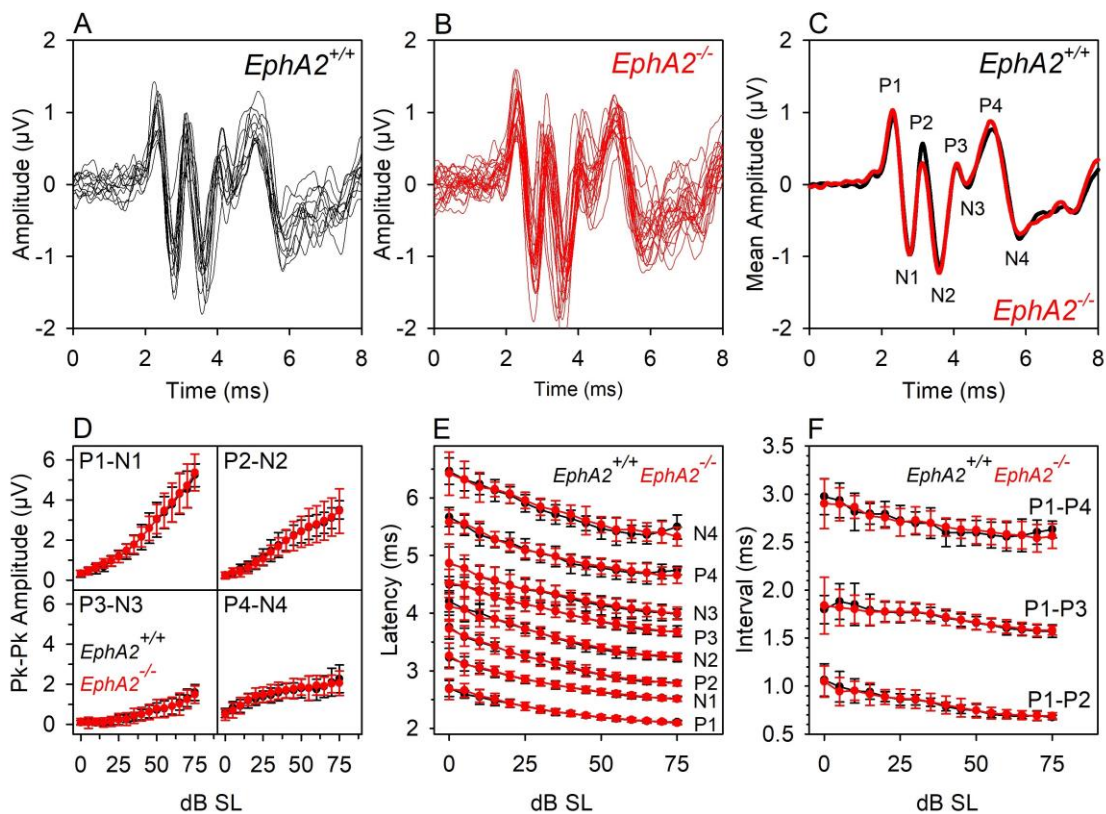 A
EphA2+/+
2
1
0
-1
-2
Amplitude (µV)
0 2 4 6 8
Time (ms)
B
EphA2-/-
2
1
0
-1
-2
Amplitude (µV)
0 2 4 6 8
Time (ms)
C
EphA2+/+
P1
P2
P3
P4
N1
N2
N3
N4
EphA2-/-
2
1
0
-1
-2
Mean Amplitude (µV)
0 2 4 6 8
Time (ms)
D
P1-N1
P2-N2
P3-N3
P4-N4
EphA2+/+
EphA2-/-
6
4
2
0
6
4
2
0
Pk-Pk Amplitude (µV)
0 25 50 75 0 25 50 75
dB SL
E
EphA2+/+ EphA2-/-
N4
P4
N3
P3
N2
P2
N1
P1
6
5
4
3
2
Latency (ms)
0 25 50 75
dB SL
F
EphA2+/+ EphA2-/-
P1-P4
P1-P3
P1-P2
3.5
3.0
2.5
2.0
1.5
1.0
0.5
Interval (ms)
0 25 50 75
dB SL